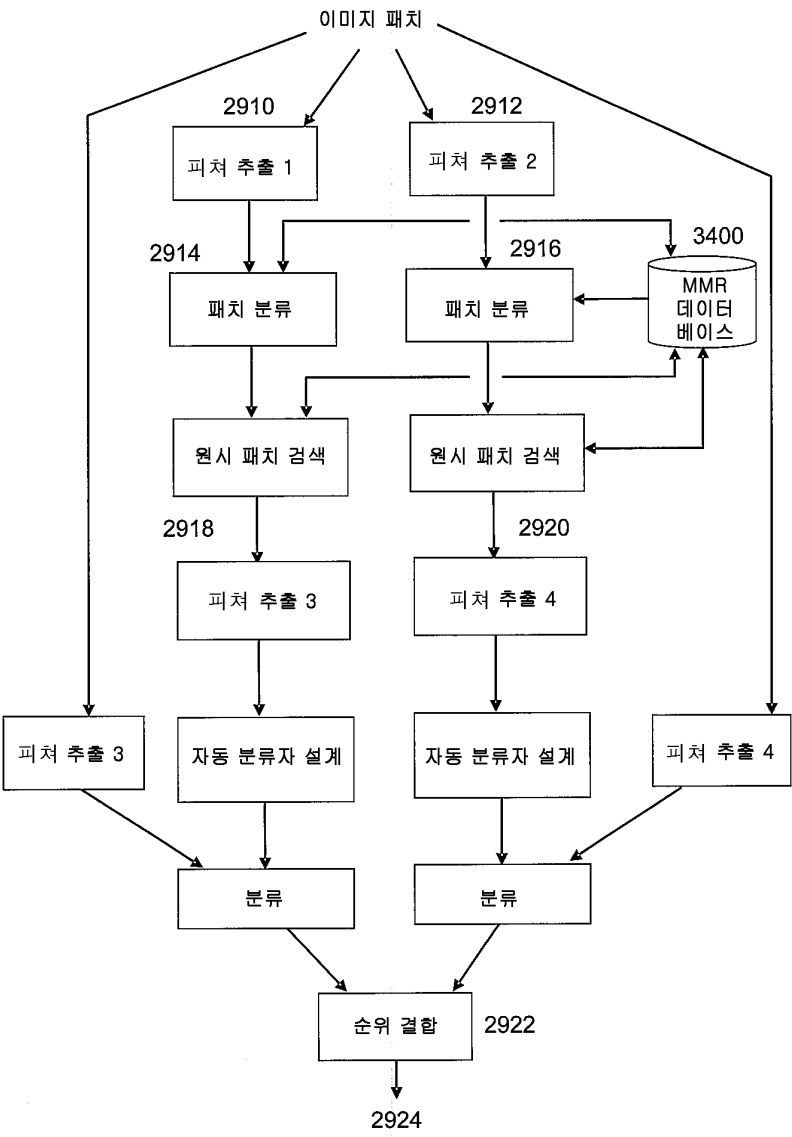 이미지 패치
2910
2912
피쳐 추출 1
피쳐 추출 2
2914
2916
3400
패치 분류
패치 분류
MMR
데이터
베이스
원시 패치 검색
원시 패치 검색
2918
2920
피쳐 추출 3
피쳐 추출 4
피쳐 추출 3
자동 분류자 설계
자동 분류자 설계
피쳐 추출 4
분류
분류
순위 결합
2922
2924